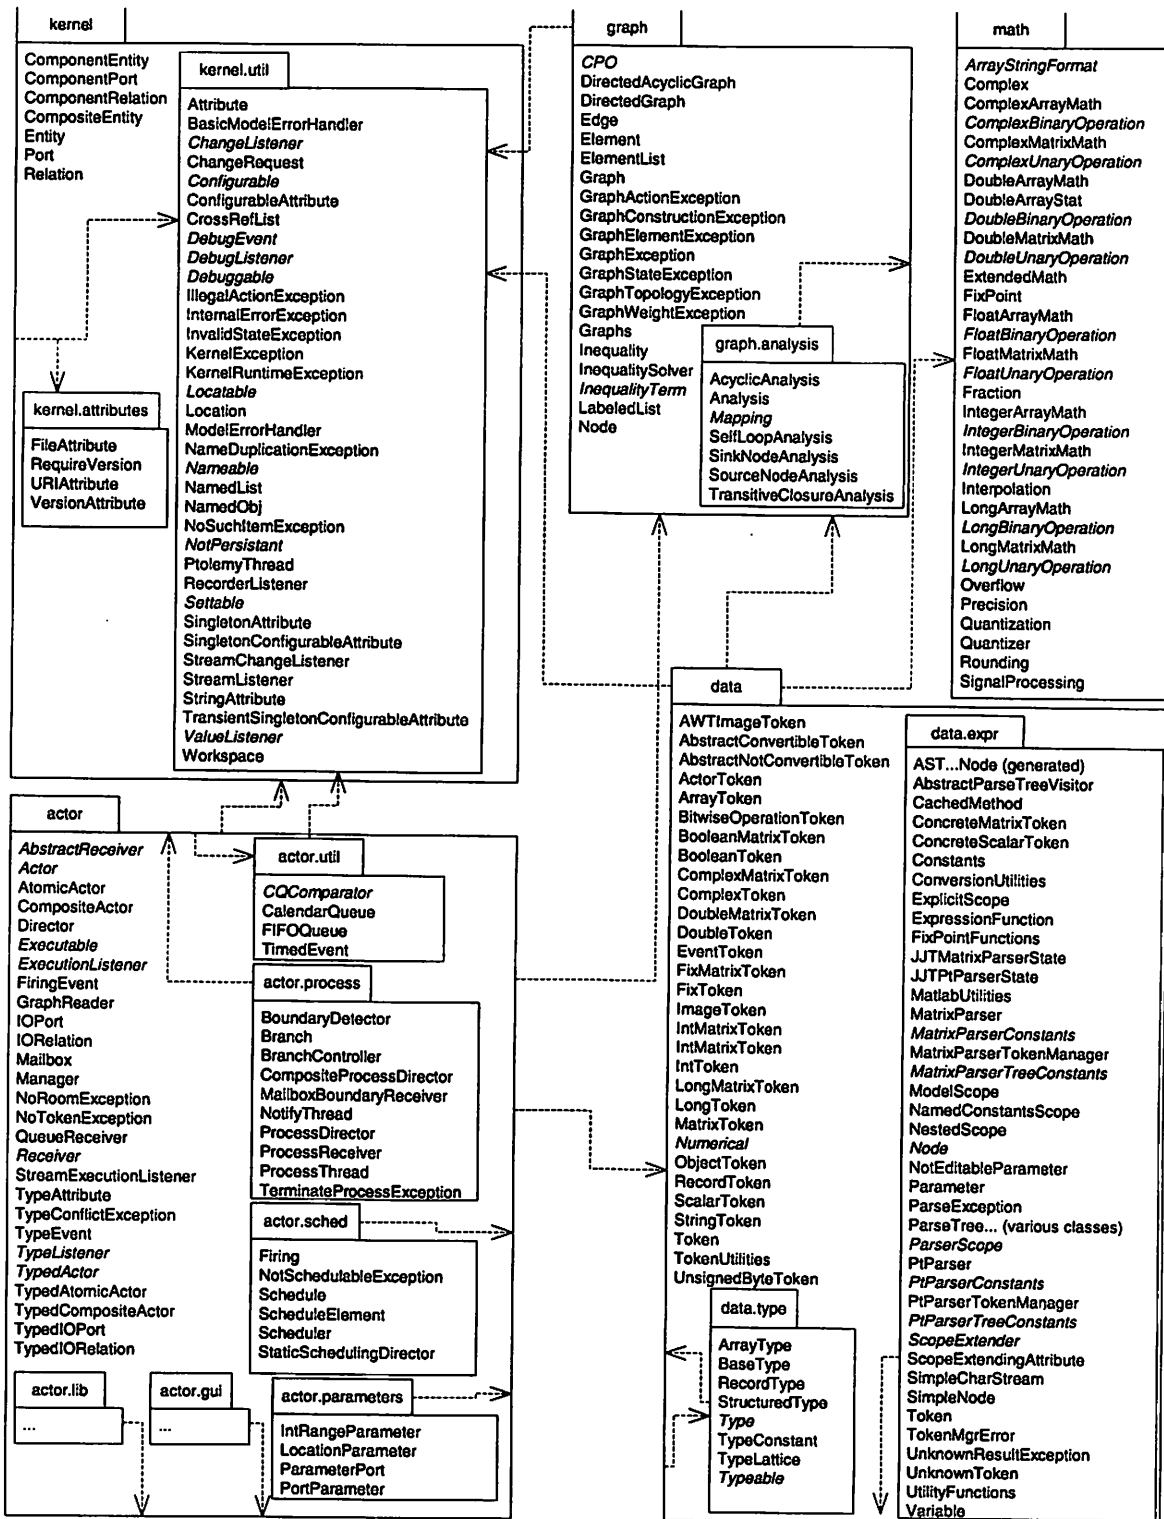 kernel
ComponentEntity
ComponentPort
ComponentRelation
CompositeEntity
Entity
Port
Relation
kernel.util
Attribute
BasicModelErrorHandler
ChangeListener
ChangeRequest
Configurable
ConfigurableAttribute
CrossRefList
DebugEvent
DebugListener
Debuggable
IllegalActionException
InternalErrorException
InvalidStateException
KernelException
KernelRuntimeException
Locatable
Location
ModelErrorHandler
NameDuplicationException
Nameable
NamedList
NamedObj
NoSuchItemException
NotPersistant
PtolemyThread
RecorderListener
Settable
SingletonAttribute
SingletonConfigurableAttribute
StreamChangeListener
StreamListener
StringAttribute
TransientSingletonConfigurableAttribute
ValueListener
Workspace
kernel.attributes
FileAttribute
RequireVersion
URIAttribute
VersionAttribute
graph
CPO
DirectedAcyclicGraph
DirectedGraph
Edge
Element
ElementList
Graph
GraphActionException
GraphConstructionException
GraphElementException
GraphException
GraphStateException
GraphTopologyException
GraphWeightException
Graphs
Inequality
InequalitySolver
InequalityTerm
LabeledList
Node
graph.analysis
AcyclicAnalysis
Analysis
Mapping
SelfLoopAnalysis
SinkNodeAnalysis
SourceNodeAnalysis
TransitiveClosureAnalysis
math
ArrayStringFormat
Complex
ComplexArrayMath
ComplexBinaryOperation
ComplexMatrixMath
ComplexUnaryOperation
DoubleArrayMath
DoubleArrayStat
DoubleBinaryOperation
DoubleMatrixMath
DoubleUnaryOperation
ExtendedMath
FixPoint
FloatArrayMath
FloatBinaryOperation
FloatMatrixMath
FloatUnaryOperation
Fraction
IntegerArrayMath
IntegerBinaryOperation
IntegerMatrixMath
IntegerUnaryOperation
Interpolation
LongArrayMath
LongBinaryOperation
LongMatrixMath
LongUnaryOperation
Overflow
Precision
Quantization
Quantizer
Rounding
SignalProcessing
actor
AbstractReceiver
Actor
AtomicActor
CompositeActor
Director
Executable
ExecutionListener
FiringEvent
GraphReader
IOPort
IORelation
Mailbox
Manager
NoRoomException
NoTokenException
QueueReceiver
Receiver
StreamExecutionListener
TypeAttribute
TypeConflictException
TypeEvent
TypeListener
TypedActor
TypedAtomicActor
TypedCompositeActor
TypedIOPort
TypedIORelation
actor.util
CQComparator
CalendarQueue
FIFOQueue
TimedEvent
actor.process
BoundaryDetector
Branch
BranchController
CompositeProcessDirector
MailboxBoundaryReceiver
NotifyThread
ProcessDirector
ProcessReceiver
ProcessThread
TerminateProcessException
actor.sched
Firing
NotSchedulableException
Schedule
ScheduleElement
Scheduler
StaticSchedulingDirector
actor.lib
...
actor.gui
...
actor.parameters
IntRangeParameter
LocationParameter
ParameterPort
PortParameter
data
AWTImageToken
AbstractConvertibleToken
AbstractNotConvertibleToken
ActorToken
ArrayToken
BitwiseOperationToken
BooleanMatrixToken
BooleanToken
ComplexMatrixToken
ComplexToken
DoubleMatrixToken
DoubleToken
EventToken
FixMatrixToken
FixToken
ImageToken
IntMatrixToken
IntMatrixToken
IntToken
LongMatrixToken
LongToken
MatrixToken
Numerical
ObjectToken
RecordToken
ScalarToken
StringToken
Token
TokenUtilities
UnsignedByteToken
data.type
ArrayType
BaseType
RecordType
StructuredType
Type
TypeConstant
TypeLattice
Typeable
data.expr
AST...Node (generated)
AbstractParseTreeVisitor
CachedMethod
ConcreteMatrixToken
ConcreteScalarToken
Constants
ConversionUtilities
ExplicitScope
ExpressionFunction
FixPointFunctions
JJTMatrixParserState
JJTPtParserState
MatlabUtilities
MatrixParser
MatrixParserConstants
MatrixParserTokenManager
MatrixParserTreeConstants
ModelScope
NamedConstantsScope
NestedScope
Node
NotEditableParameter
Parameter
ParseException
ParseTree... (various classes)
ParserScope
PtParser
PtParserConstants
PtParserTokenManager
PtParserTreeConstants
ScopeExtender
ScopeExtendingAttribute
SimpleCharStream
SimpleNode
Token
TokenMgrError
UnknownResultException
UnknownToken
UtilityFunctions
Variable